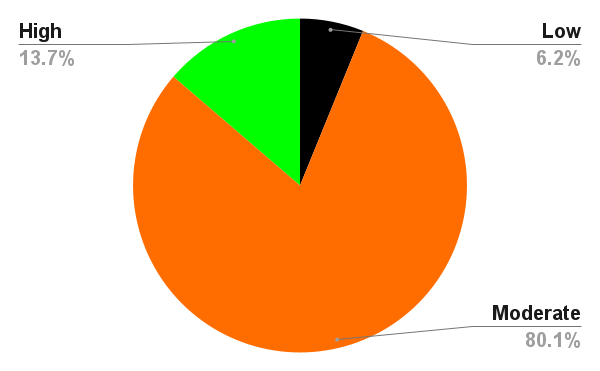 High
13.7%
Low
6.2%
Moderate
80.1%